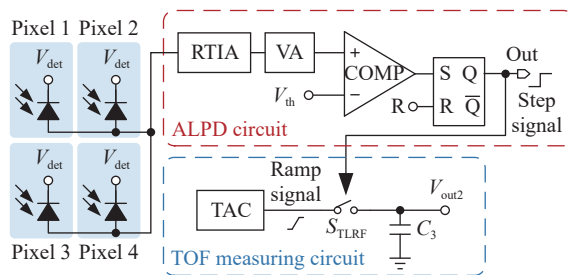 Pixel 1 Pixel 2
V_det V_det
V_det V_det
Pixel 3 Pixel 4
RTIA
VA
+
COMP
−
V_th
S Q
R Q̅
R
Out
Step
signal
ALPD circuit
Ramp
signal
TAC
S_TLRF
V_out2
C_3
TOF measuring circuit